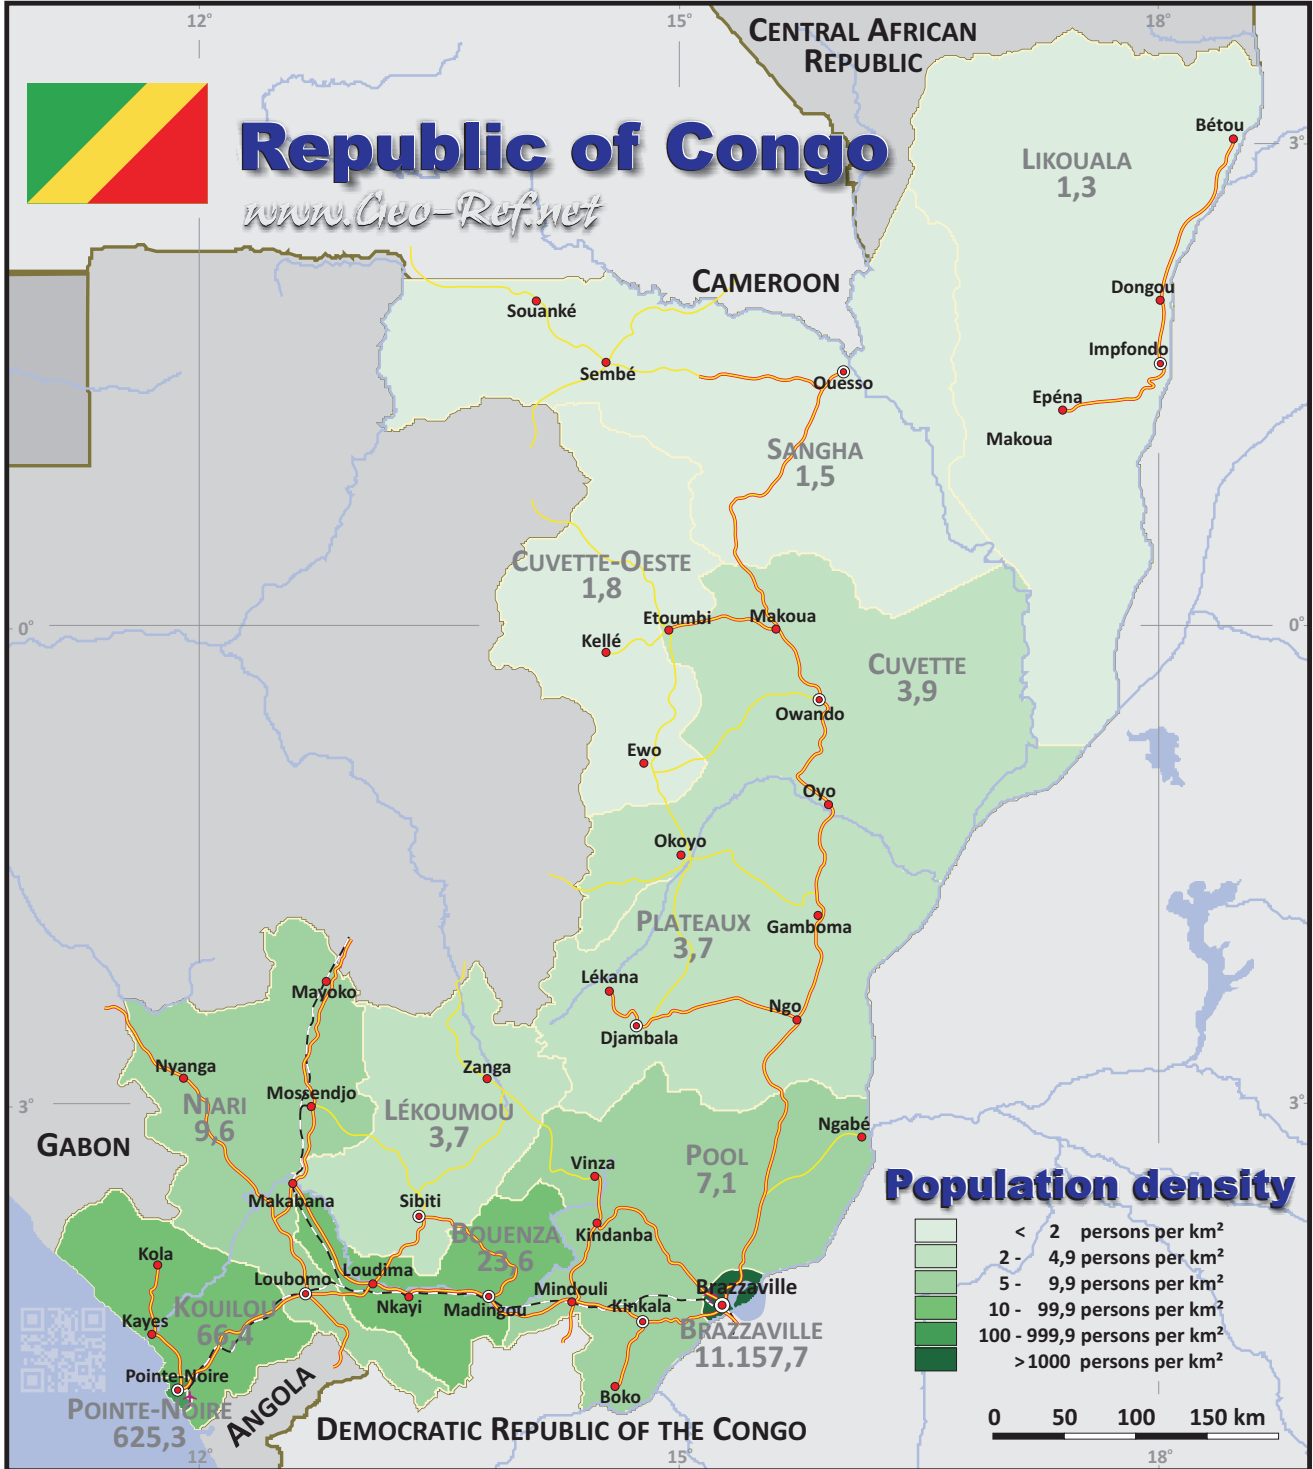 12°
15°
18°
CENTRAL AFRICAN
REPUBLIC
Republic of Congo
www.Geo-Ref.net
Bétou
3°
LIKOUALA
1,3
CAMEROON
Dongou
Souanké
Impfondo
Sembé
Ouesso
Epéna
Makoua
SANGHA
1,5
CUVETTE-OESTE
1,8
0°
Etoumbi
Makoua
0°
Kellé
CUVETTE
3,9
Owando
Ewo
Oyo
Okoyo
PLATEAUX
3,7
Gamboma
Lékana
Mayoko
Ngo
Djambala
Nyanga
Zanga
Mossendjo
3°
NIARI
9,6
LÉKOUMOU
3,7
3°
Ngabé
GABON
POOL
7,1
Vinza
Makabana
Sibiti
BOUENZA
23,6
Kindanba
Kola
Loubomo
Loudima
KOUILOU
66,4
Nkayi
Madingou
Mindouli
Kinkala
Brazzaville
Kayes
BRAZZAVILLE
11.157,7
Pointe-Noire
POINTE-NOIRE
625,3
ANGOLA
Boko
DEMOCRATIC REPUBLIC OF THE CONGO
Population density
< 2 persons per km²
2 - 4,9 persons per km²
5 - 9,9 persons per km²
10 - 99,9 persons per km²
100 - 999,9 persons per km²
>1000 persons per km²
0 50 100 150 km
12°
15°
18°